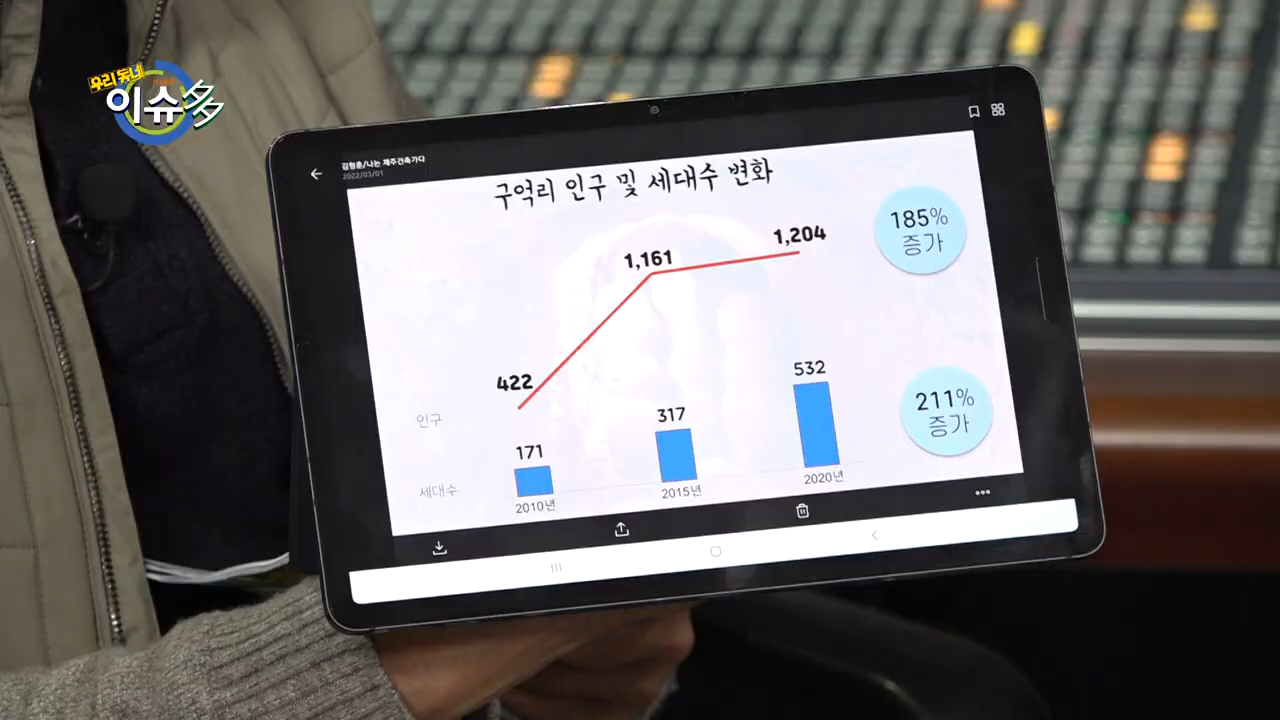 우리동네
이슈多
김형훈/나는 제주건축가다
2022/03/01
구억리 인구 및 세대수 변화
185%
증가
1,204
1,161
422
인구
532
211%
증가
317
171
세대수
2010년
2015년
2020년